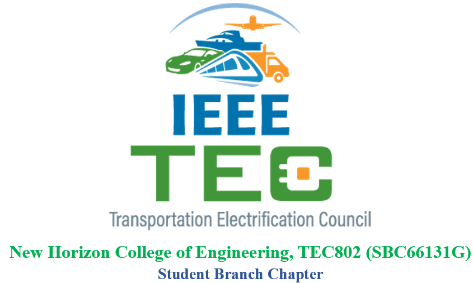 IEEE
TEC
Transportation Electrification Council
New Horizon College of Engineering, TEC802 (SBC66131G)
Student Branch Chapter